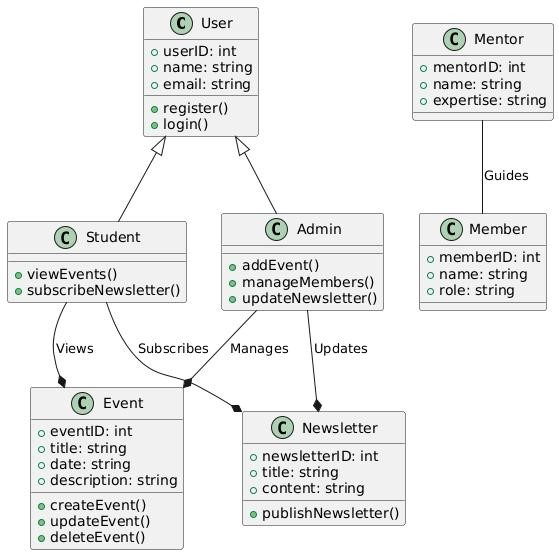 C User
userID: int
name: string
email: string
register()
login()
C Mentor
mentorID: int
name: string
expertise: string
Guides
C Student
viewEvents()
subscribeNewsletter()
C Admin
addEvent()
manageMembers()
updateNewsletter()
C Member
memberID: int
name: string
role: string
Views
Subscribes
Manages
Updates
C Event
eventID: int
title: string
date: string
description: string
createEvent()
updateEvent()
deleteEvent()
C Newsletter
newsletterID: int
title: string
content: string
publishNewsletter()